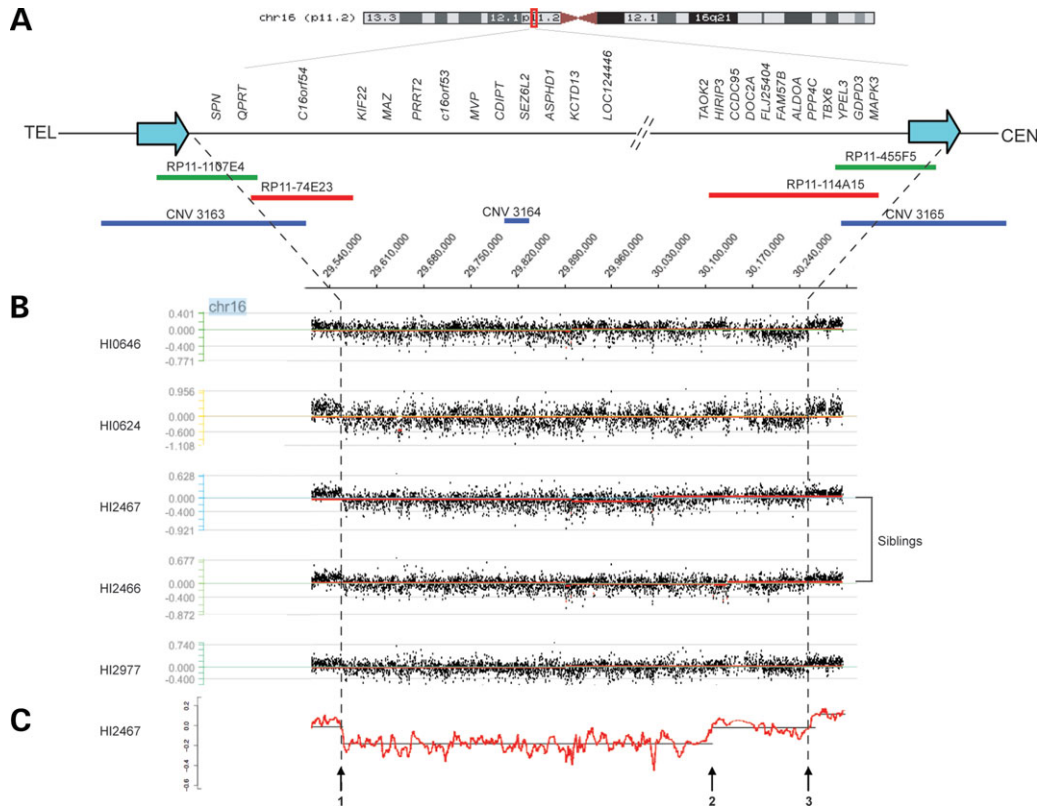 A
chr16 (p11.2)
13.3
12.1
p11.2
12.1
16q21
SPN
QPRT
C16orf54
KIF22
MAZ
PRRT2
c16orf53
MVP
CDIPT
SEZ6L2
ASPHD1
KCTD13
LOC124446
TAOK2
HIRIP3
CCDC95
DOC2A
FLJ25404
FAM57B
ALDOA
PPP4C
TBX6
YPEL3
GDPD3
MAPK3
TEL
CEN
RP11-1107E4
RP11-455F5
RP11-74E23
RP11-114A15
CNV 3163
CNV 3164
CNV 3165
29,540,000
29,610,000
29,680,000
29,750,000
29,820,000
29,890,000
29,960,000
30,030,000
30,100,000
30,170,000
30,240,000
B
chr16
HI0646
0.401
0.000
-0.400
-0.771
HI0624
0.956
0.000
-0.600
-1.108
HI2467
0.628
0.000
-0.400
-0.921
Siblings
HI2466
0.677
0.000
-0.400
-0.872
HI2977
0.740
0.000
-0.400
C
HI2467
0.2
0.0
-0.2
-0.4
-0.6
1
2
3